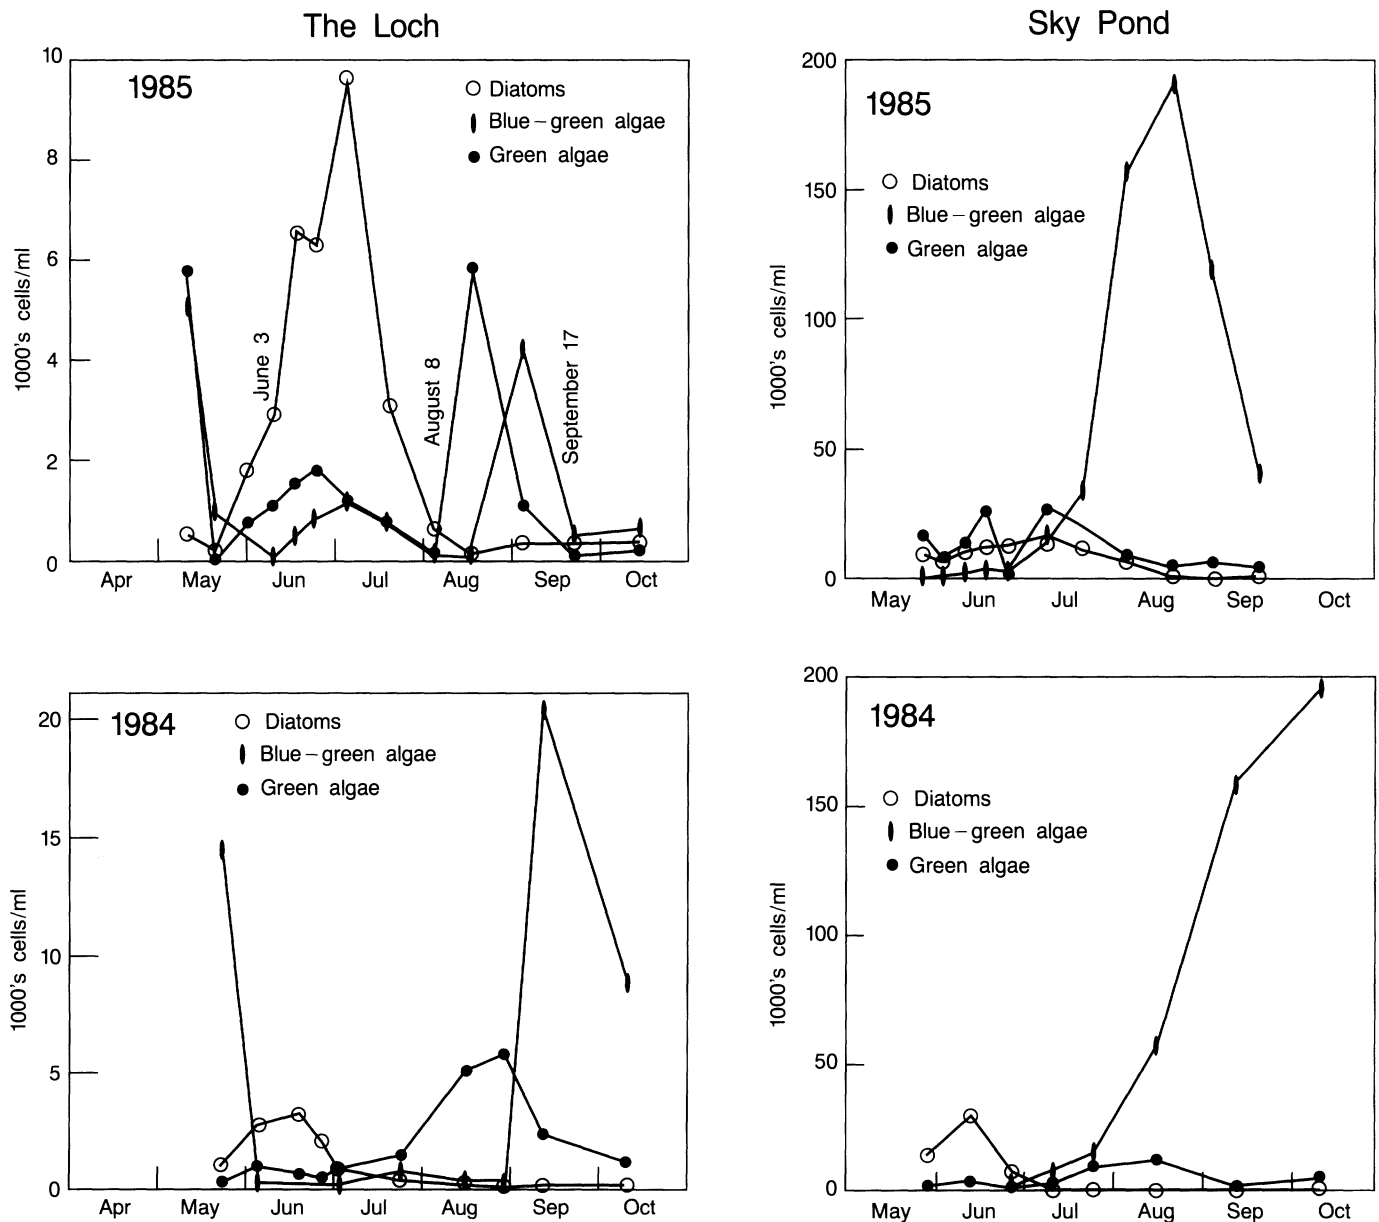 The Loch
Sky Pond
10
8
6
4
2
0
1000's cells/ml
1985
Diatoms
Blue–green algae
Green algae
June 3
August 8
September 17
Apr May Jun Jul Aug Sep Oct
200
150
100
50
0
1000's cells/ml
1985
Diatoms
Blue–green algae
Green algae
May Jun Jul Aug Sep Oct
20
15
10
5
0
1000's cells/ml
1984
Diatoms
Blue–green algae
Green algae
Apr May Jun Jul Aug Sep Oct
200
150
100
50
0
1000's cells/ml
1984
Diatoms
Blue–green algae
Green algae
May Jun Jul Aug Sep Oct